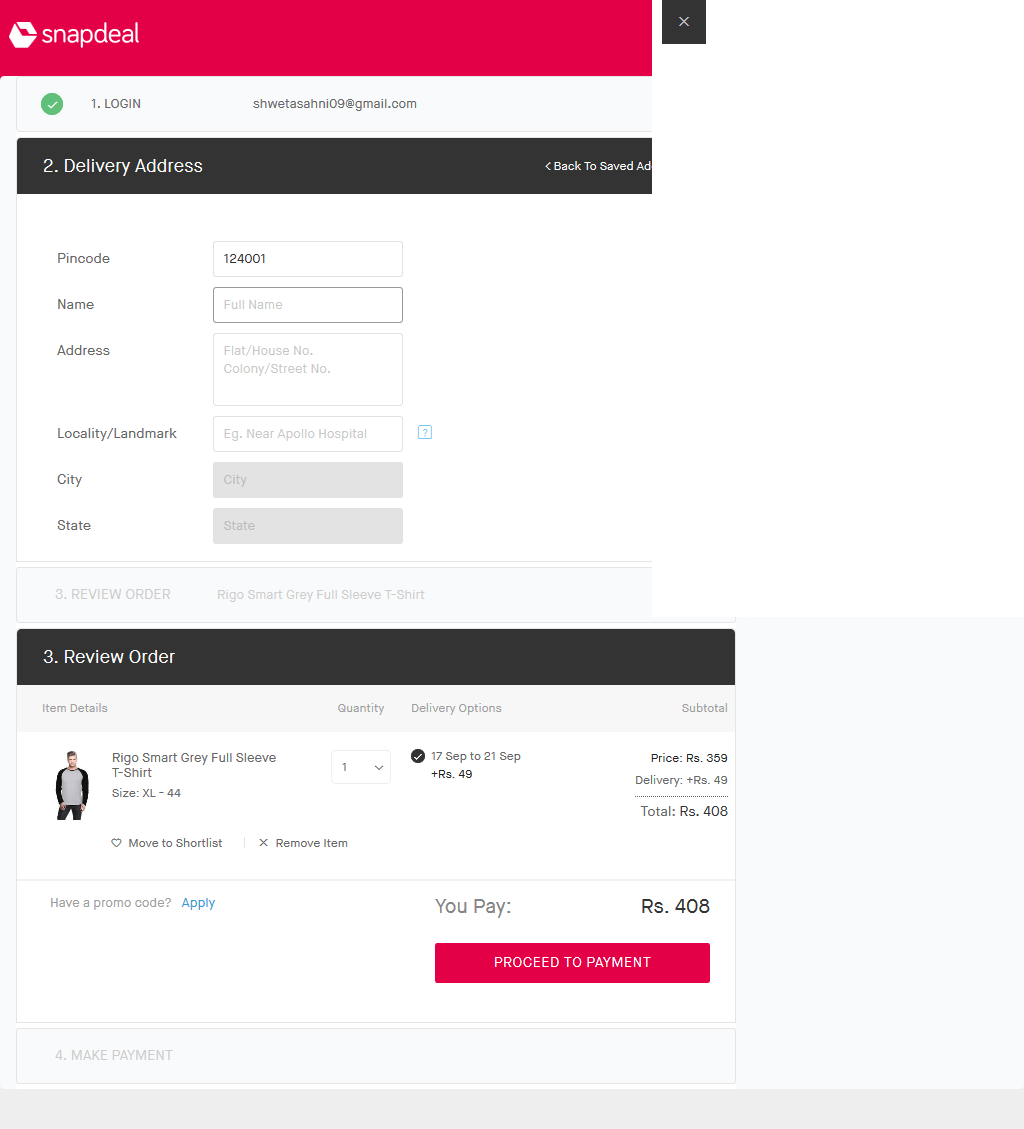 snapdeal
1. LOGIN shwetasahni09@gmail.com
2. Delivery Address < Back To Saved Ad
Pincode 124001
Name Full Name
Address Flat/House No.
Colony/Street No.
Locality/Landmark Eg. Near Apollo Hospital ?
City City
State State
3. REVIEW ORDER Rigo Smart Grey Full Sleeve T-Shirt
3. Review Order
Item Details Quantity Delivery Options Subtotal
Rigo Smart Grey Full Sleeve 1 17 Sep to 21 Sep Price: Rs. 359
T-Shirt +Rs. 49
Size: XL - 44 Delivery: +Rs. 49
Total: Rs. 408
Move to Shortlist Remove Item
Have a promo code? Apply You Pay: Rs. 408
PROCEED TO PAYMENT
4. MAKE PAYMENT